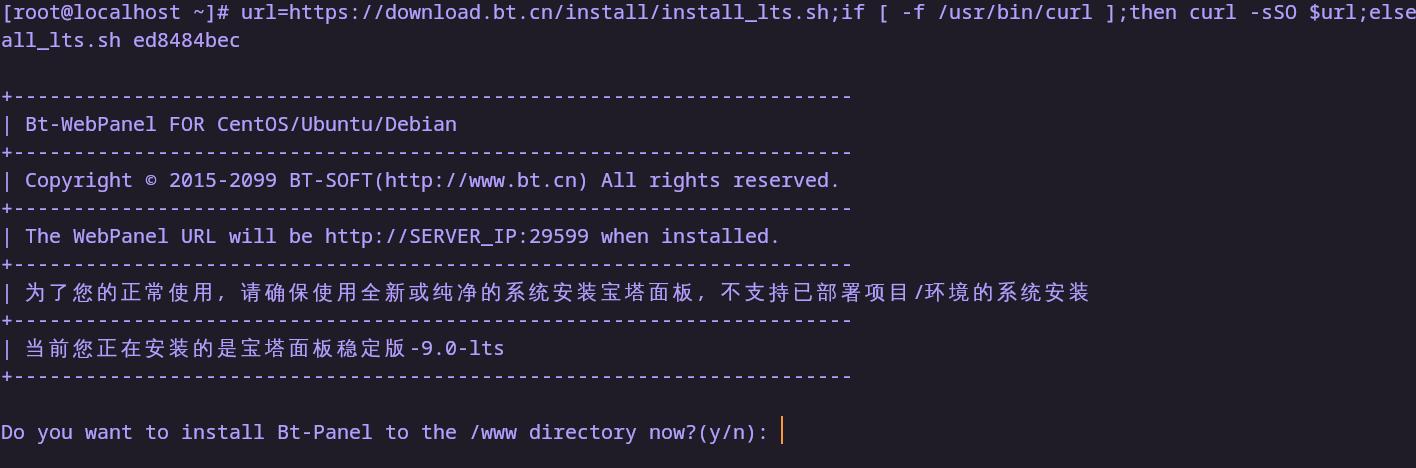 [root@localhost ~]# url=https://download.bt.cn/install/install_lts.sh;if [ -f /usr/bin/curl ];then curl -sSO $url;else
all_lts.sh ed8484bec
+----------------------------------------------------------------------
| Bt-WebPanel FOR CentOS/Ubuntu/Debian
+----------------------------------------------------------------------
| Copyright © 2015-2099 BT-SOFT(http://www.bt.cn) All rights reserved.
+----------------------------------------------------------------------
| The WebPanel URL will be http://SERVER_IP:29599 when installed.
+----------------------------------------------------------------------
| 为了您的正常使用，请确保使用全新或纯净的系统安装宝塔面板，不支持已部署项目/环境的系统安装
+----------------------------------------------------------------------
| 当前您正在安装的是宝塔面板稳定版-9.0-lts
+----------------------------------------------------------------------
Do you want to install Bt-Panel to the /www directory now?(y/n):